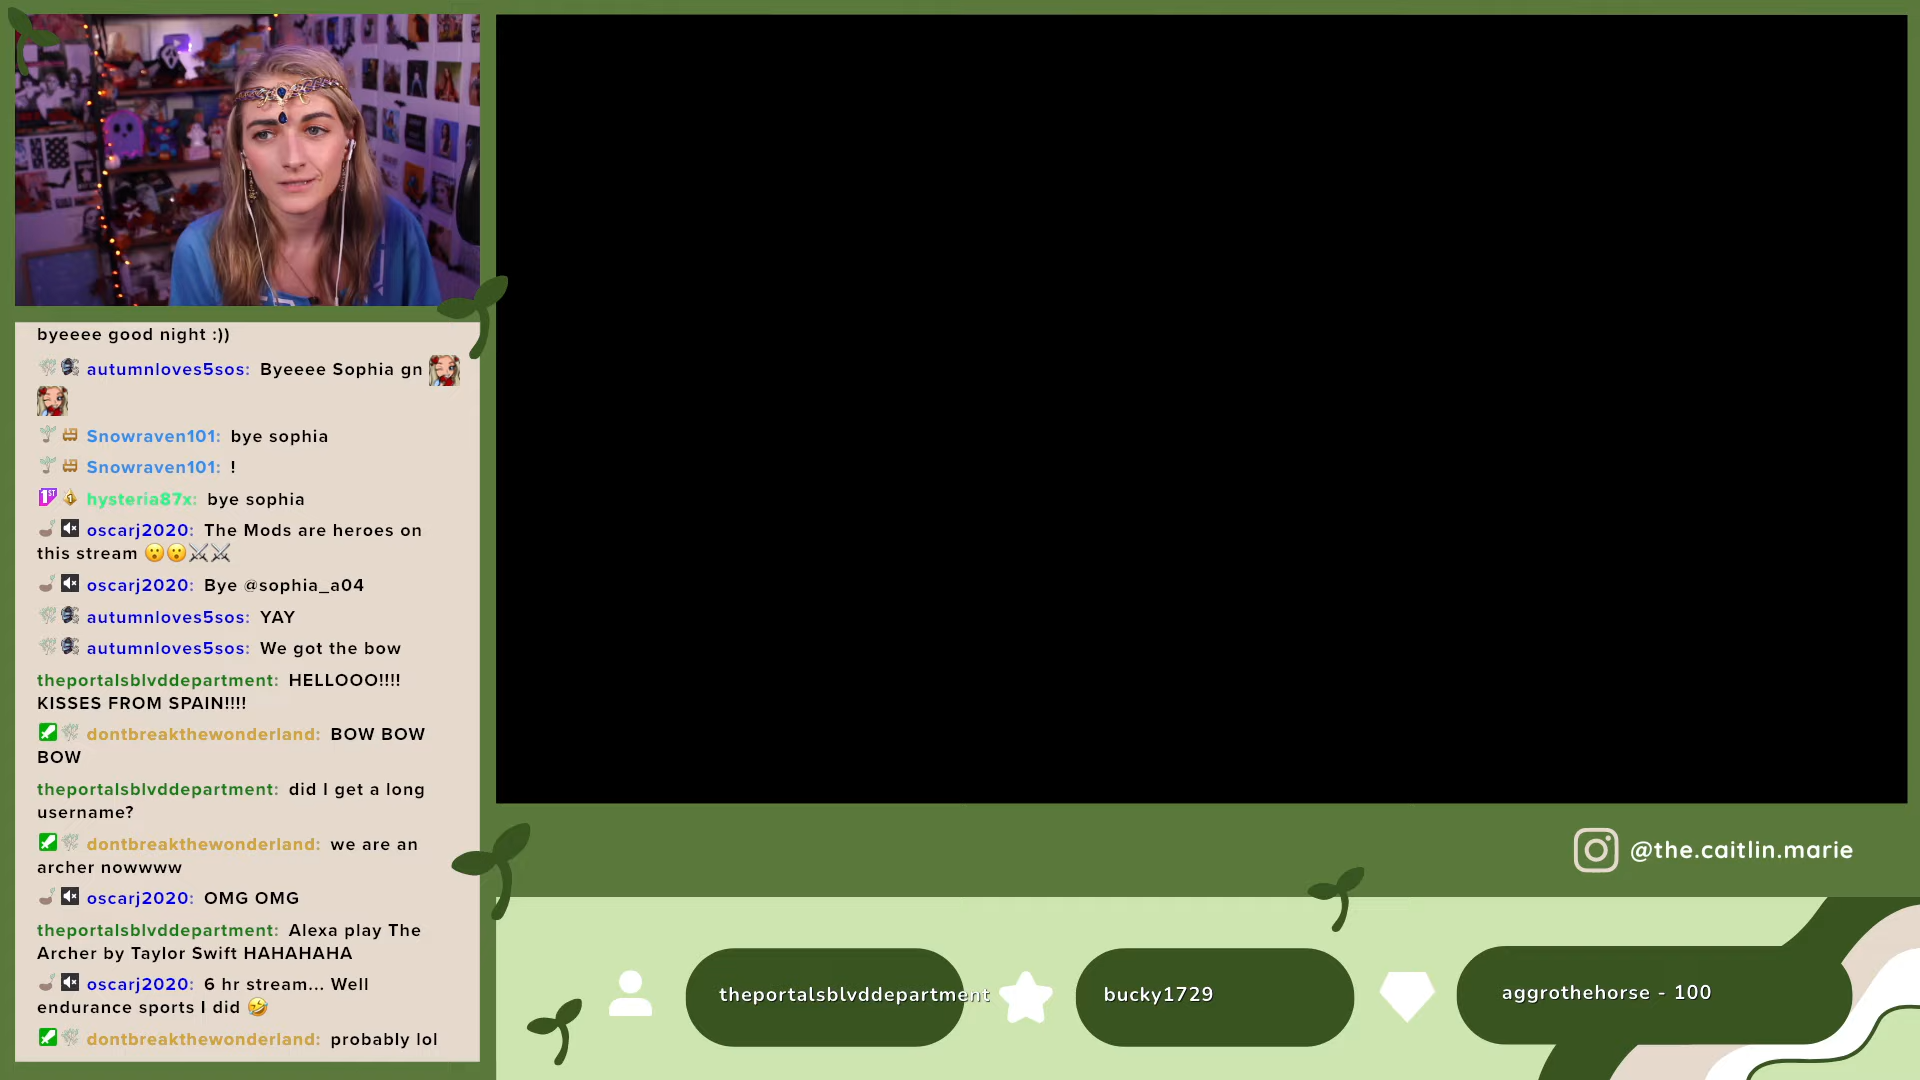 byeeee good night :))
autumnloves5sos: Byeeee Sophia gn
Snowraven101: bye sophia
Snowraven101: !
1ST
hysteria87x: bye sophia
oscarj2020: The Mods are heroes on
this stream 😮😮⚔⚔
oscarj2020: Bye @sophia_a04
autumnloves5sos: YAY
autumnloves5sos: We got the bow
theportalsblvddepartment: HELLOOO!!!!
KISSES FROM SPAIN!!!!
dontbreakthewonderland: BOW BOW
BOW
theportalsblvddepartment: did I get a long
username?
dontbreakthewonderland: we are an
archer nowwww
oscarj2020: OMG OMG
theportalsblvddepartment: Alexa play The
Archer by Taylor Swift HAHAHAHA
oscarj2020: 6 hr stream... Well
endurance sports I did 🤣
dontbreakthewonderland: probably lol
@the.caitlin.marie
theportalsblvddepartment
bucky1729
aggrothehorse - 100